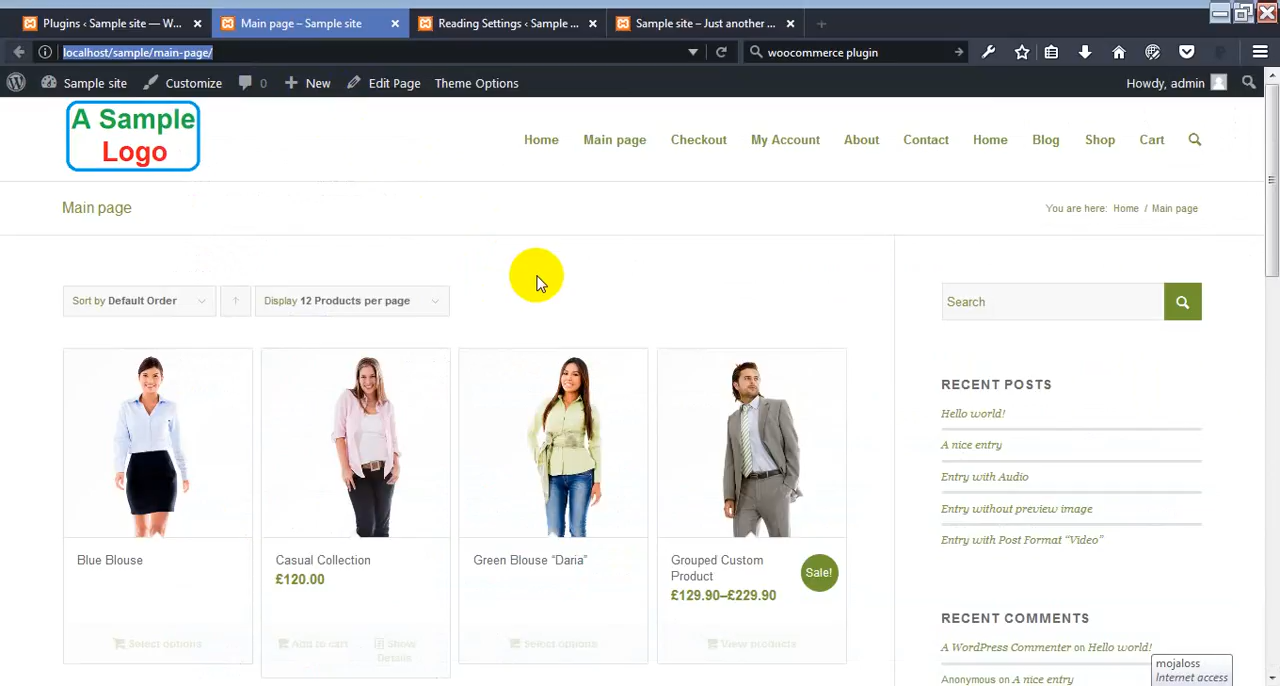 Plugins ‹ Sample site — W...
Main page – Sample site
Reading Settings ‹ Sample ...
Sample site – Just another ...
localhost/sample/main-page/
woocommerce plugin
Sample site
Customize
0
New
Edit Page
Theme Options
Howdy, admin
A Sample
Logo
Home
Main page
Checkout
My Account
About
Contact
Home
Blog
Shop
Cart
Main page
You are here: Home / Main page
Sort by Default Order
Display 12 Products per page
Search
RECENT POSTS
Hello world!
A nice entry
Entry with Audio
Entry without preview image
Entry with Post Format “Video”
Blue Blouse
Select options
Casual Collection
£120.00
Add to cart
Show
Details
Green Blouse “Daria”
Select options
Grouped Custom
Product
£129.90–£229.90
Sale!
View products
RECENT COMMENTS
A WordPress Commenter on Hello world!
Anonymous on A nice entry
mojaloss
Internet access